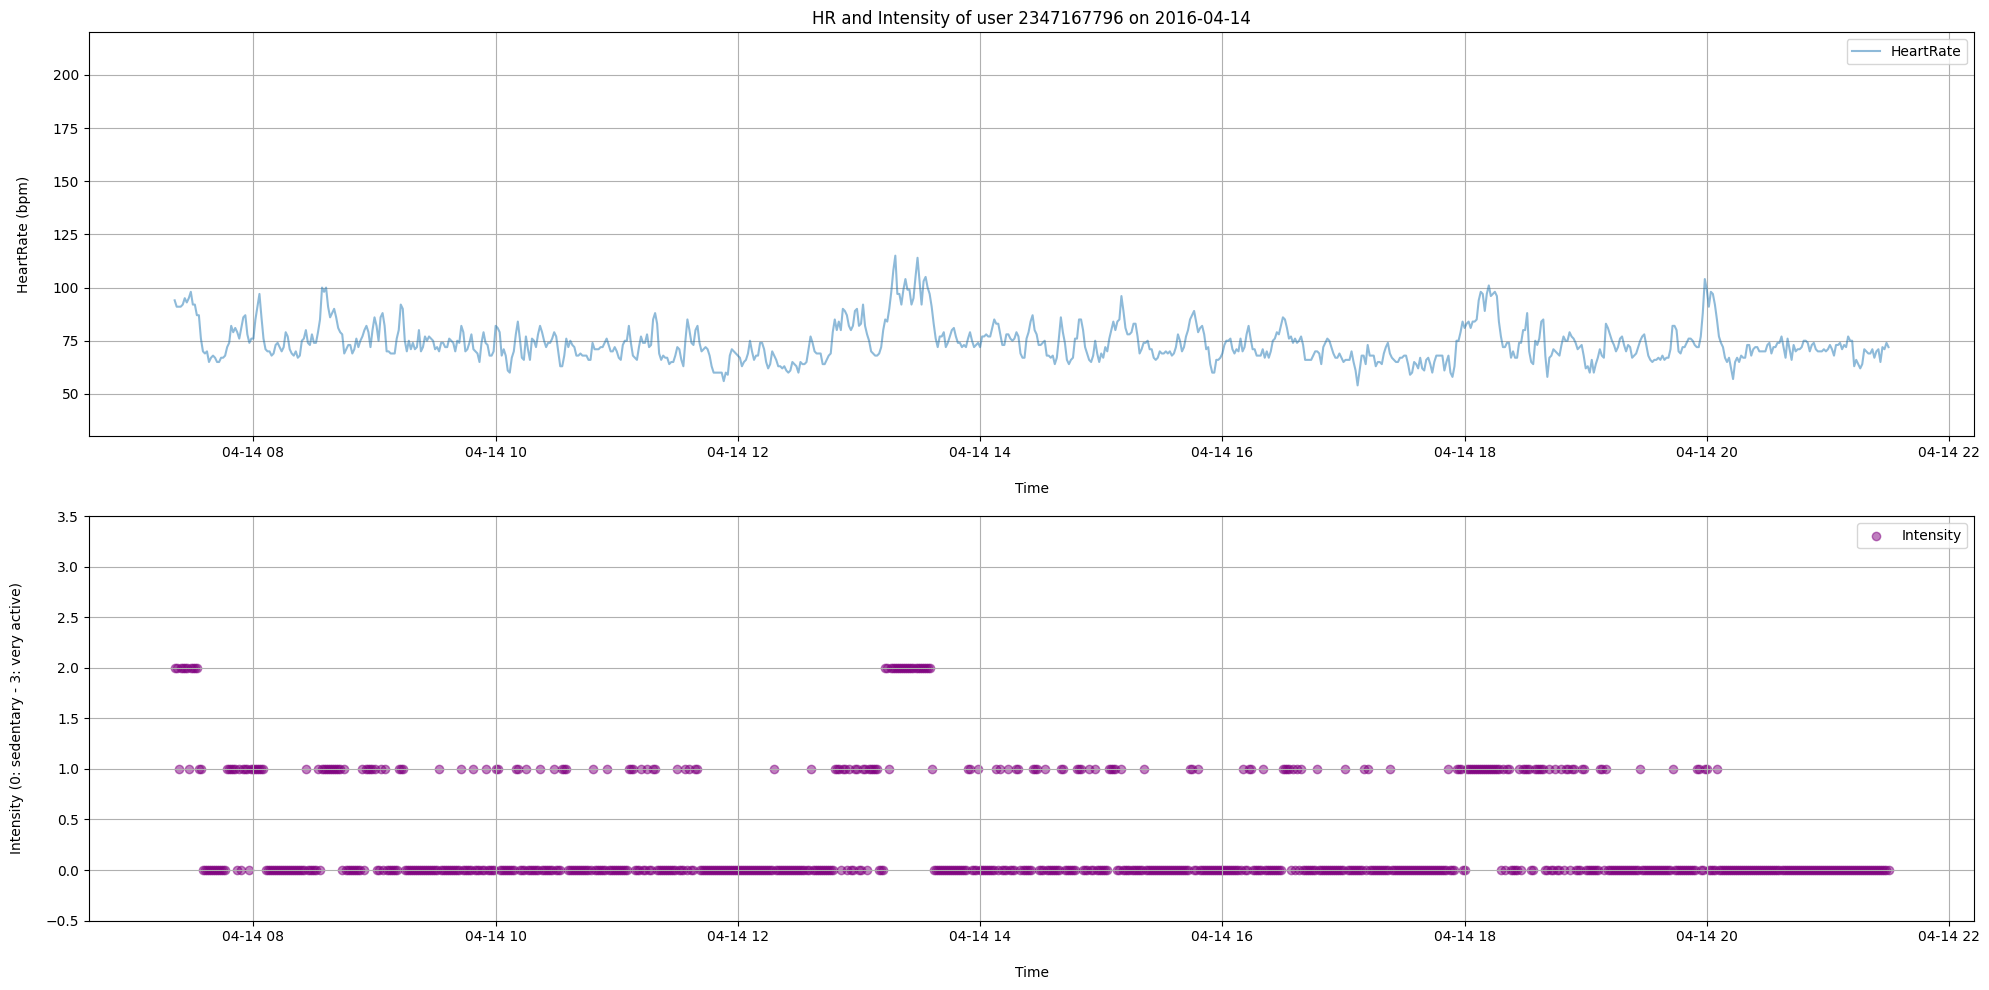 HR and Intensity of user 2347167796 on 2016-04-14
HeartRate
200
175
150
125
100
75
50
HeartRate (bpm)
04-14 08 04-14 10 04-14 12 04-14 14 04-14 16 04-14 18 04-14 20 04-14 22
Time
Intensity
3.5
3.0
2.5
2.0
1.5
1.0
0.5
0.0
−0.5
Intensity (0: sedentary - 3: very active)
04-14 08 04-14 10 04-14 12 04-14 14 04-14 16 04-14 18 04-14 20 04-14 22
Time